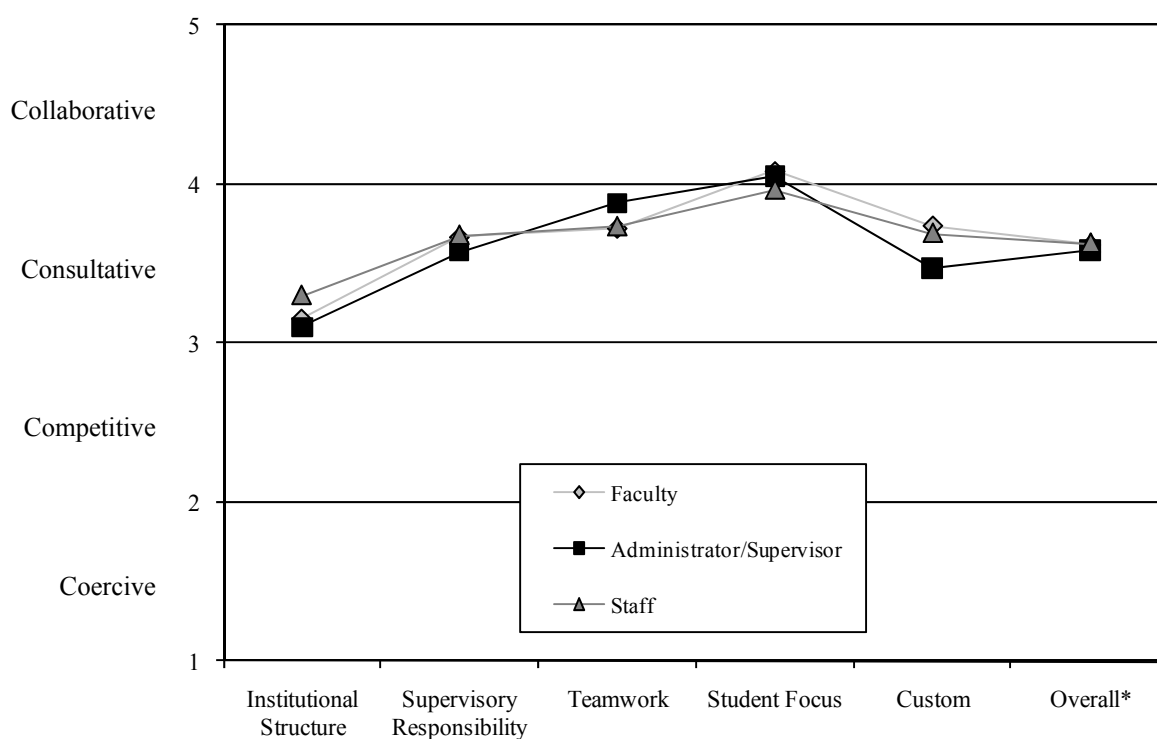 5
Collaborative
4
Consultative
3
Competitive
2
Coercive
1
Faculty
Administrator/Supervisor
Staff
Institutional
Structure
Supervisory
Responsibility
Teamwork
Student Focus
Custom
Overall*